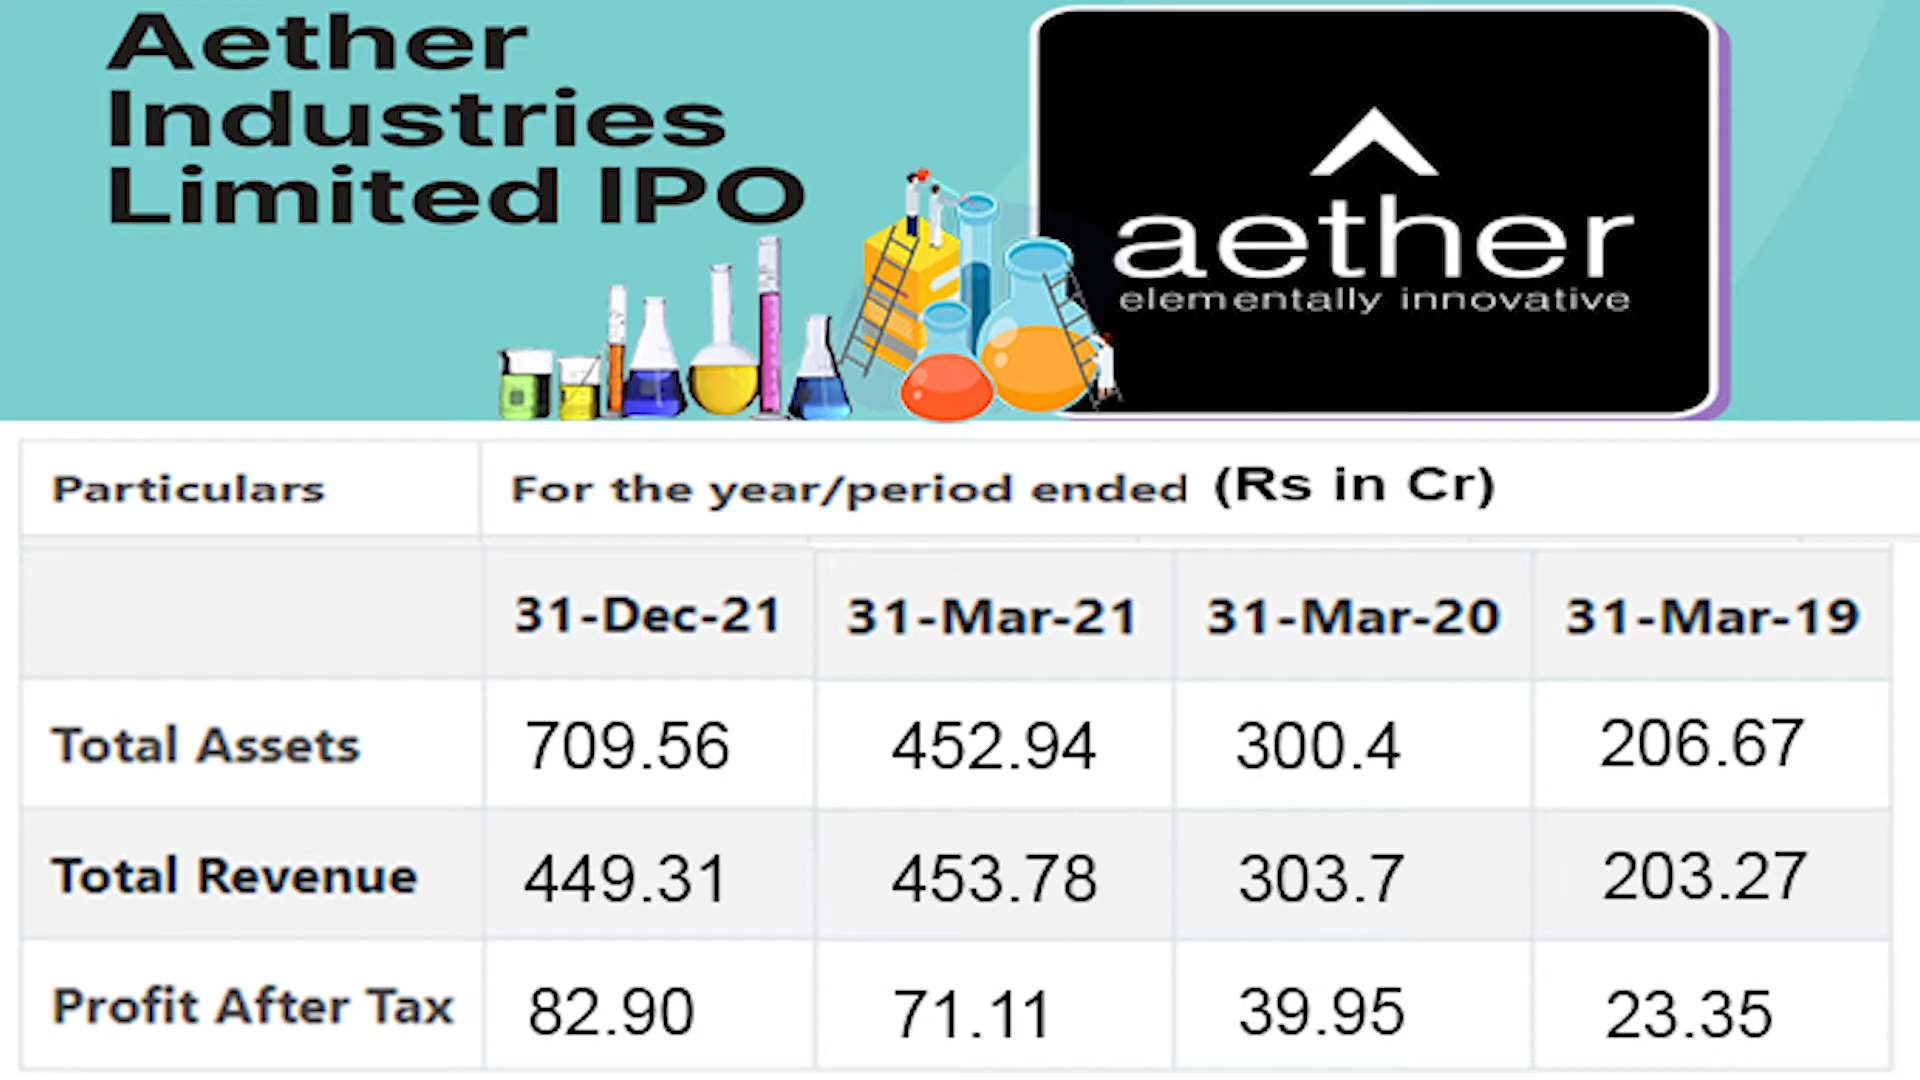 Aether
Industries
Limited IPO
aether
elementally innovative
Particulars For the year/period ended (Rs in Cr)
31-Dec-21 31-Mar-21 31-Mar-20 31-Mar-19
Total Assets 709.56 452.94 300.4 206.67
Total Revenue 449.31 453.78 303.7 203.27
Profit After Tax 82.90 71.11 39.95 23.35